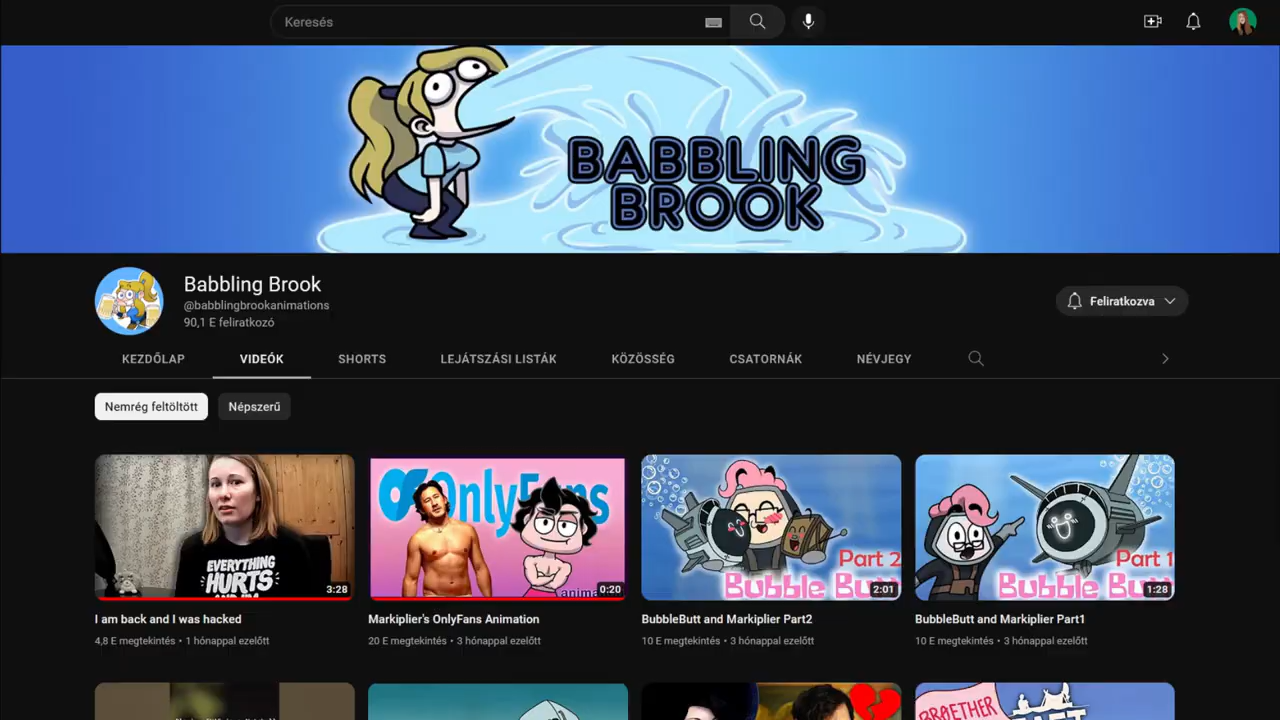 Keresés
BABBLING
BROOK
Babbling Brook
@babblingbrookanimations
90,1 E feliratkozó
Feliratkozva
KEZDŐLAP VIDEÓK SHORTS LEJÁTSZÁSI LISTÁK KÖZÖSSÉG CSATORNÁK NÉVJEGY
Nemrég feltöltött Népszerű
EVERYTHING
HURTS
3:28
OnlyFans
0:20
Part 2
Bubble
2:01
Part 1
Bubble
1:28
I am back and I was hacked
4,8 E megtekintés • 1 hónappal ezelőtt
Markiplier's OnlyFans Animation
20 E megtekintés • 3 hónappal ezelőtt
BubbleButt and Markiplier Part2
10 E megtekintés • 3 hónappal ezelőtt
BubbleButt and Markiplier Part1
10 E megtekintés • 3 hónappal ezelőtt
BRAETHER